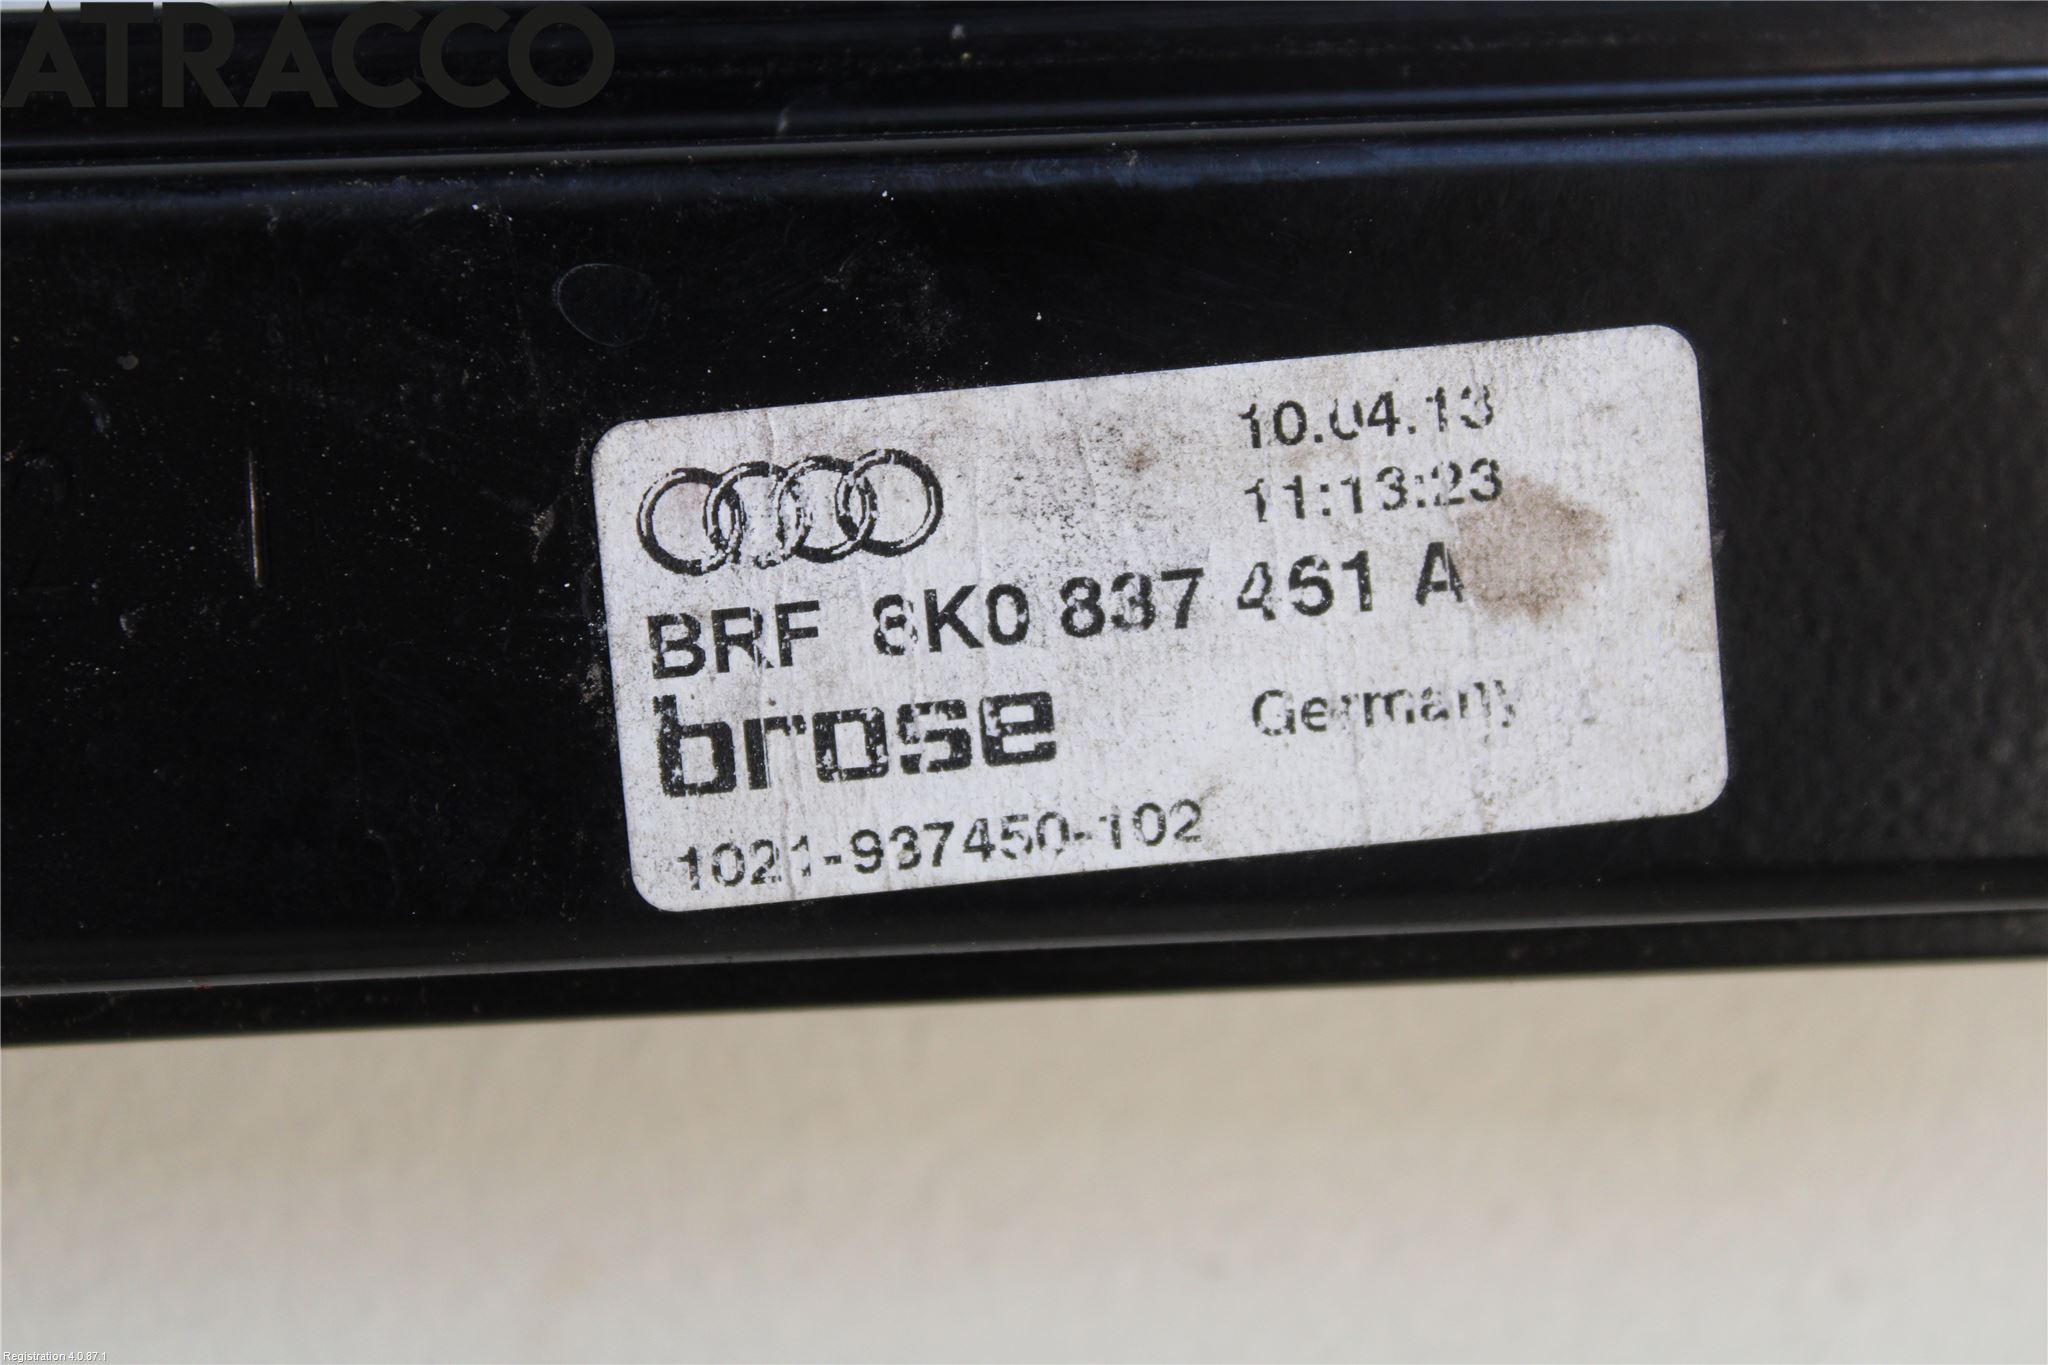 ATRACCO
10.04.13
11:13:23
BRF 8K0 837 461 A
brose
Germany
1021-937450-102
Registration 4.0.87.1